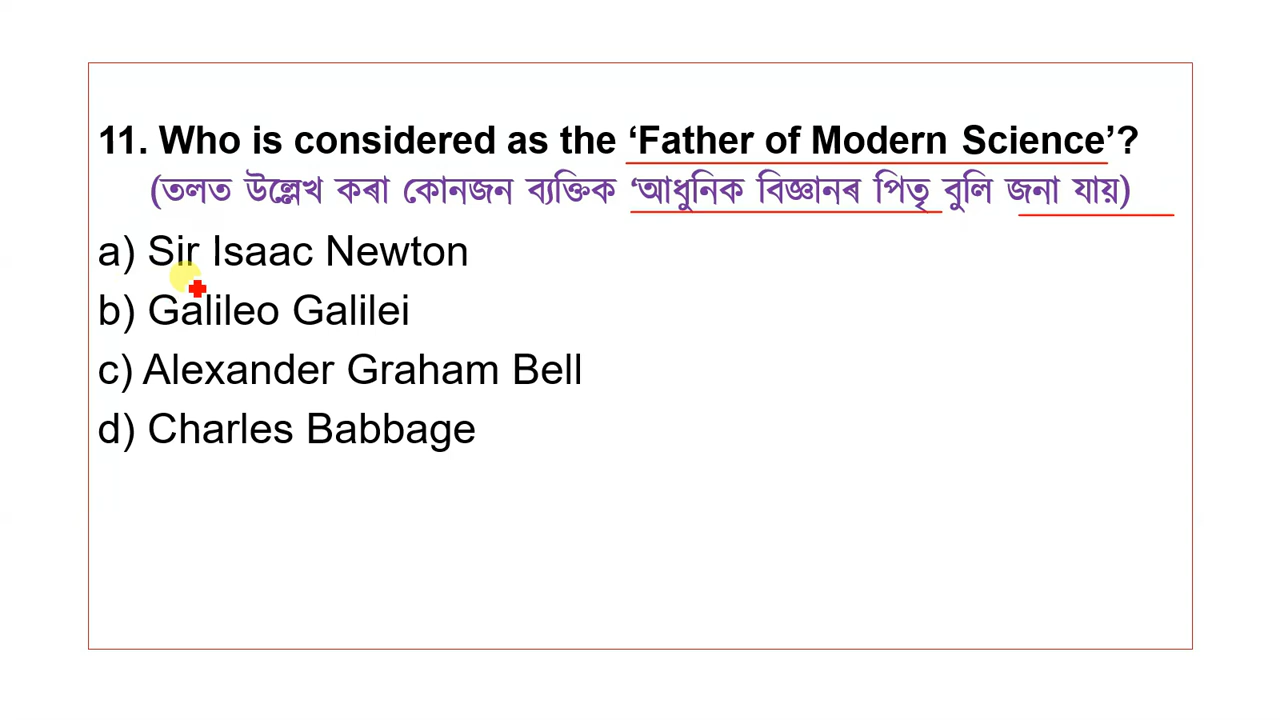 11. Who is considered as the ‘Father of Modern Science’?
(তলত উল্লেখ কৰা কোনজন ব্যক্তিক ‘আধুনিক বিজ্ঞানৰ পিতৃ বুলি জনা যায়)
a) Sir Isaac Newton
b) Galileo Galilei
c) Alexander Graham Bell
d) Charles Babbage